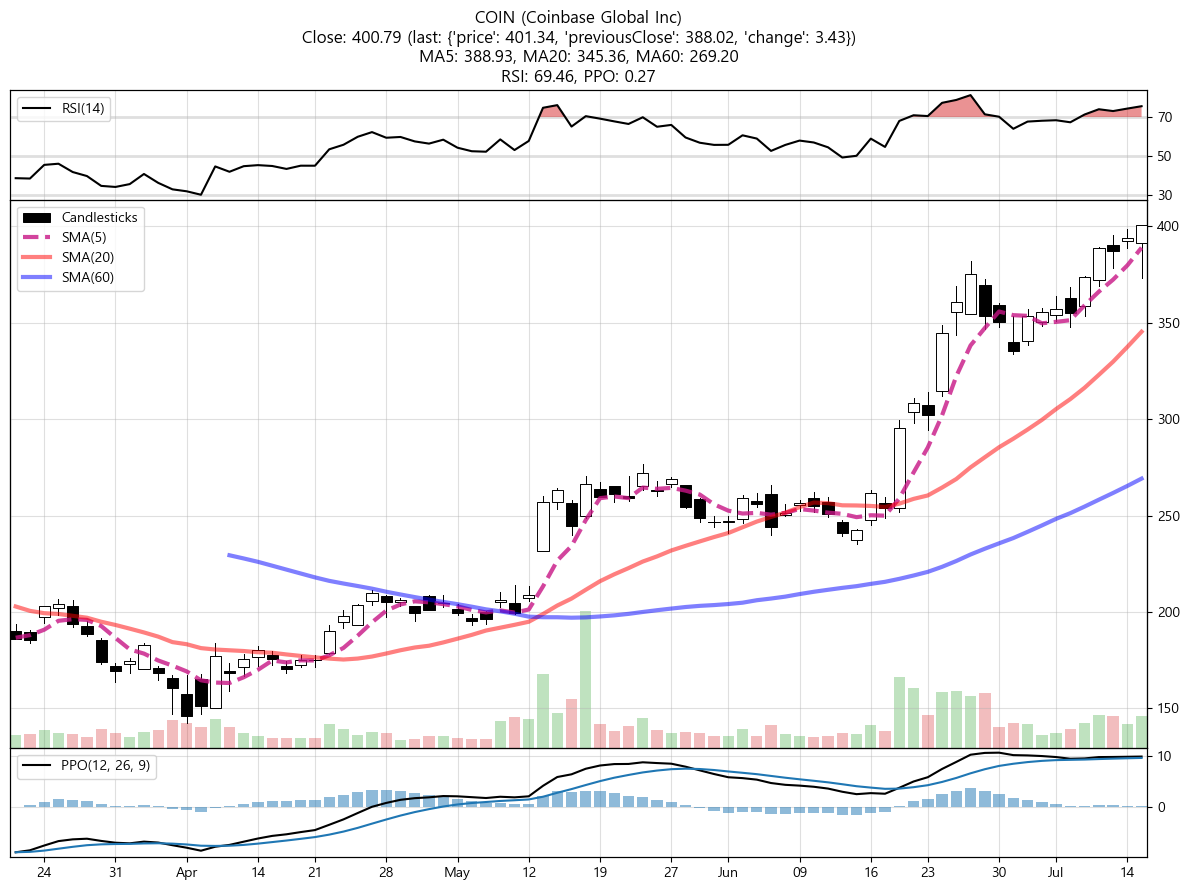 COIN (Coinbase Global Inc)
Close: 400.79 (last: {'price': 401.34, 'previousClose': 388.02, 'change': 3.43})
MA5: 388.93, MA20: 345.36, MA60: 269.20
RSI: 69.46, PPO: 0.27
RSI(14)
70
50
30
Candlesticks
SMA(5)
SMA(20)
SMA(60)
400
350
300
250
200
150
PPO(12, 26, 9)
10
0
24 31 Apr 14 21 28 May 12 19 27 Jun 09 16 23 30 Jul 14